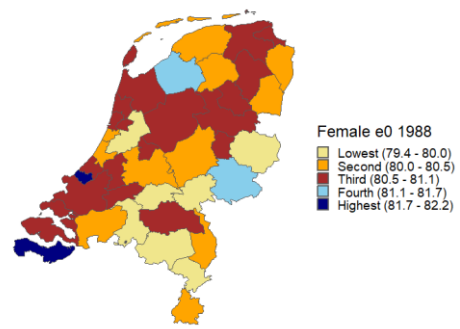 Female e0 1988
Lowest (79.4 - 80.0)
Second (80.0 - 80.5)
Third (80.5 - 81.1)
Fourth (81.1 - 81.7)
Highest (81.7 - 82.2)